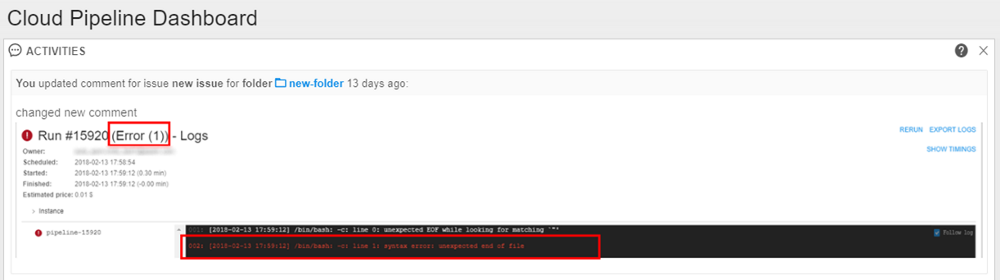 Cloud Pipeline Dashboard
ACTIVITIES
You updated comment for issue new issue for folder new-folder 13 days ago:
changed new comment
Run #15920 (Error (1)) - Logs
RERUN EXPORT LOGS
Owner:
SHOW TIMINGS
Scheduled: 2018-02-13 17:58:54
Started: 2018-02-13 17:59:12 (0.30 min)
Finished: 2018-02-13 17:59:12 (-0.00 min)
Estimated price: 0.01 $
Instance
pipeline-15920
001: [2018-02-13 17:59:12] /bin/bash: -c: line 0: unexpected EOF while looking for matching `"'
Follow log
002: [2018-02-13 17:59:12] /bin/bash: -c: line 1: syntax error: unexpected end of file